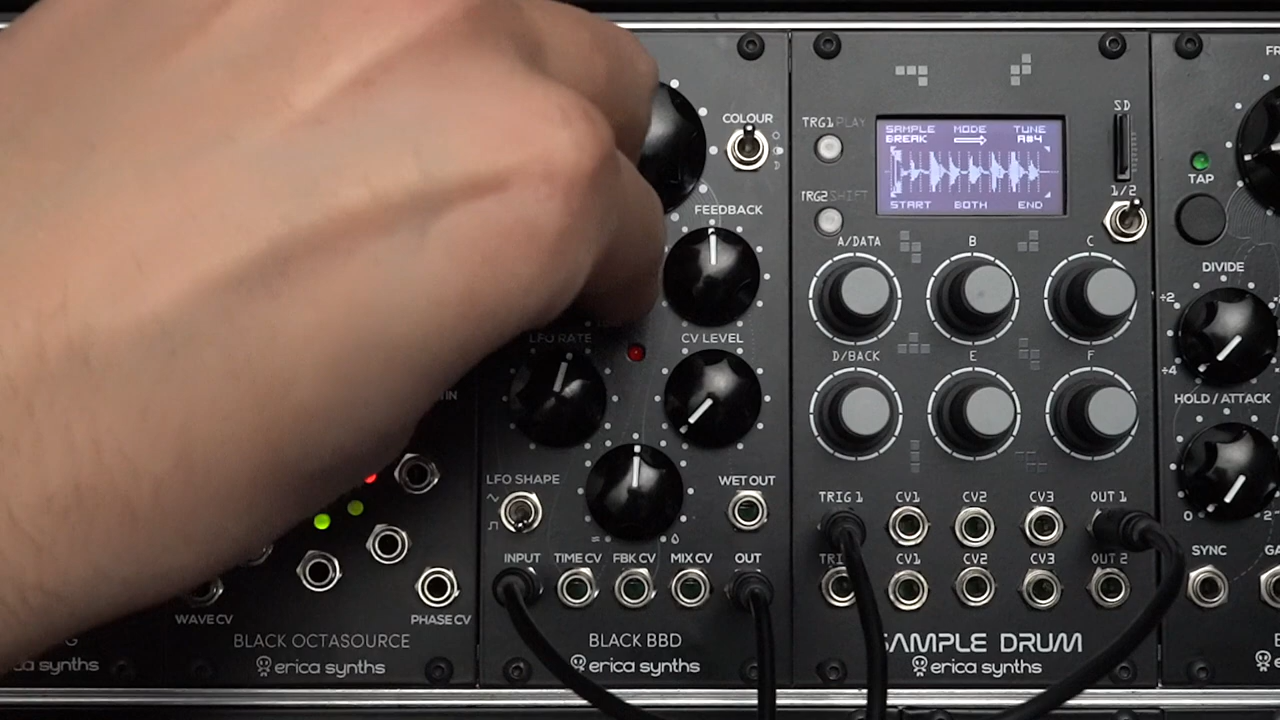 COLOUR
FEEDBACK
LFO RATE
CV LEVEL
LFO SHAPE
WET OUT
INPUT
TIME CV
FBK CV
MIX CV
OUT
BLACK BBD
erica synths
WAVE CV
PHASE CV
BLACK OCTASOURCE
erica synths
synths
TRG1 PLAY
SAMPLE
MODE
TUNE
BREAK
START
BOTH
END
SD
1/2
TRG2 SHIFT
A/DATA
B
C
D/BACK
E
F
TRIG 1
CV1
CV2
CV3
OUT 1
CV1
CV2
CV3
OUT 2
SAMPLE DRUM
erica synths
TAP
DIVIDE
÷2
÷4
HOLD / ATTACK
0
SYNC